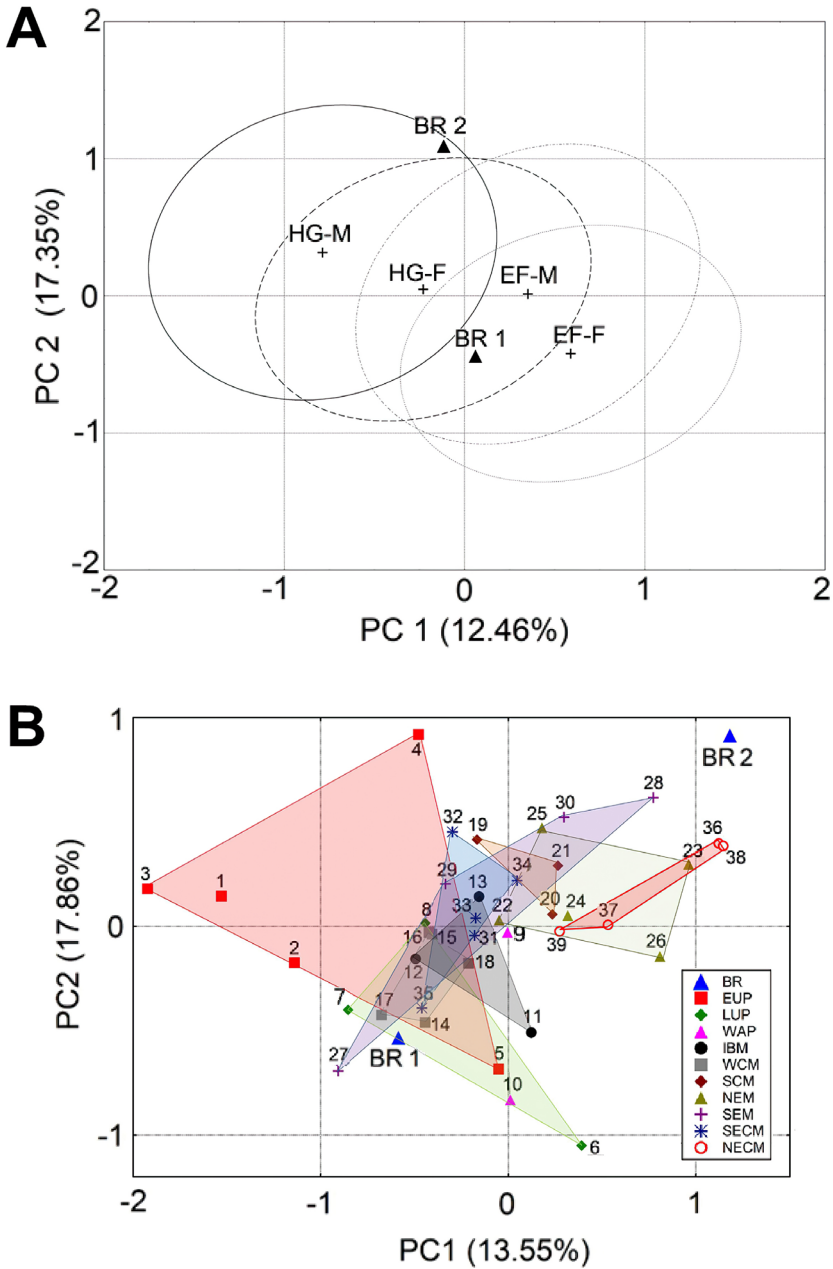 A
2
1
0
-1
-2
PC 2 (17.35%)
BR 2
HG-M
HG-F
EF-M
BR 1
EF-F
-2
-1
0
1
2
PC 1 (12.46%)
B
1
0
-1
PC2 (17.86%)
4
BR 2
28
30
25
32
19
36
38
23
21
34
29
13
3
1
20
24
37
8
33
22
9
39
2
16
15
31
18
26
12
7
17
35
14
11
27
BR 1
5
10
6
BR
EUP
LUP
WAP
IBM
WCM
SCM
NEM
SEM
SECM
NECM
-2
-1
0
1
PC1 (13.55%)